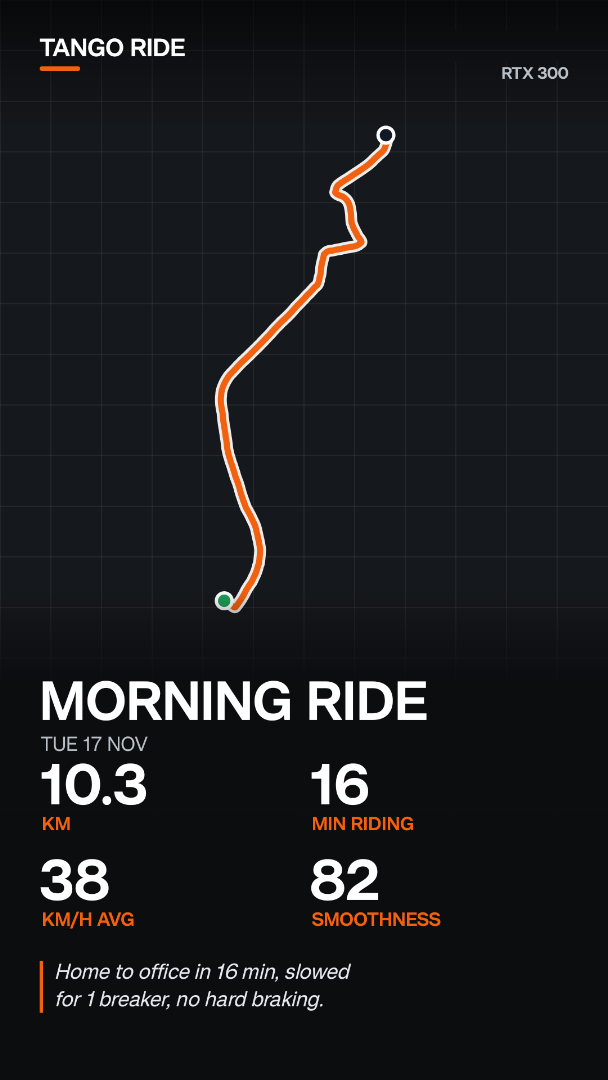 TANGO RIDE
RTX 300
MORNING RIDE
TUE 17 NOV
10.3
KM
16
MIN RIDING
38
KM/H AVG
82
SMOOTHNESS
Home to office in 16 min, slowed
for 1 breaker, no hard braking.